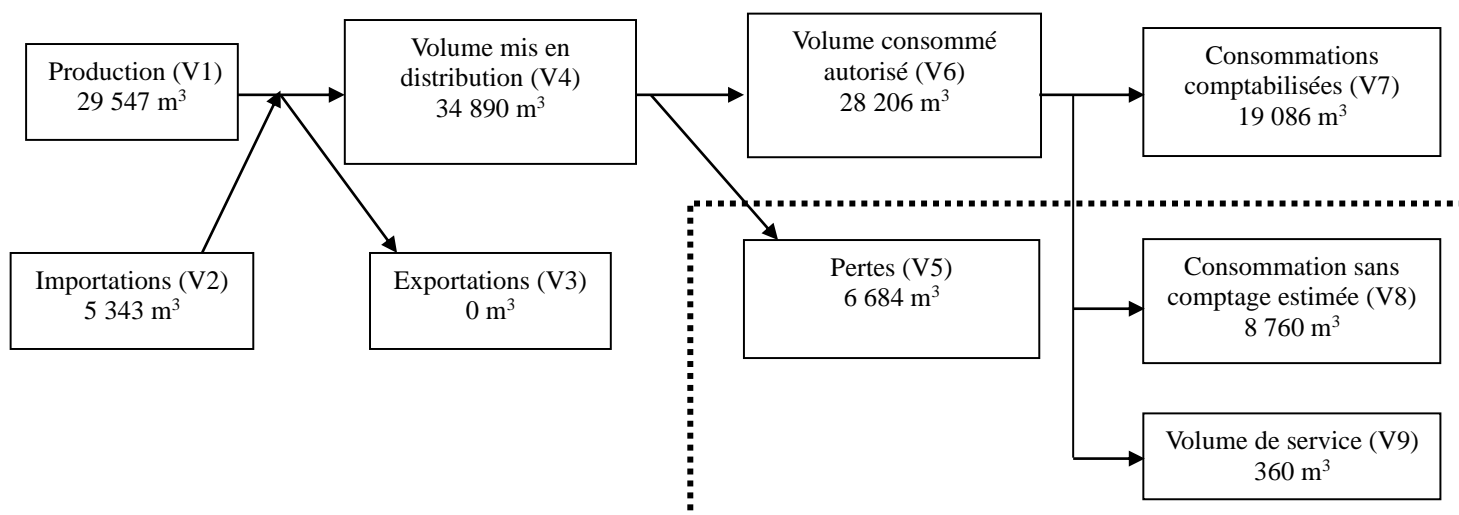 Production (V1)
29 547 m³
Volume mis en
distribution (V4)
34 890 m³
Volume consommé
autorisé (V6)
28 206 m³
Consommations
comptabilisées (V7)
19 086 m³
Importations (V2)
5 343 m³
Exportations (V3)
0 m³
Pertes (V5)
6 684 m³
Consommation sans
comptage estimée (V8)
8 760 m³
Volume de service (V9)
360 m³